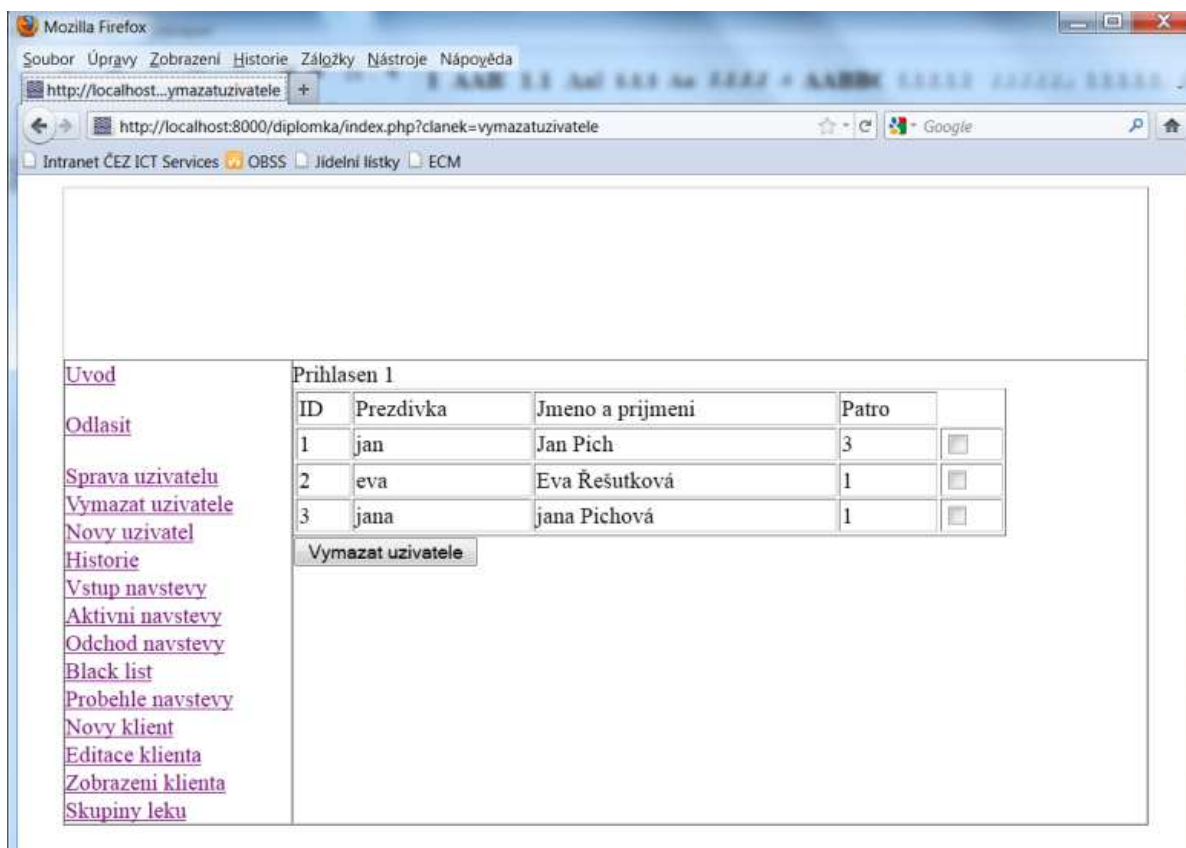 Mozilla Firefox
Soubor Úpravy Zobrazení Historie Záložky Nástroje Nápověda
http://localhost...ymazatuzivatele +
http://localhost:8000/diplomka/index.php?clanek=vymazatuzivatele Google
Intranet ČEZ ICT Services OBSS Jídelní lístky ECM
Uvod
Odlasit
Sprava uzivatelu
Vymazat uzivatele
Novy uzivatel
Historie
Vstup navstevy
Aktivni navstevy
Odchod navstevy
Black list
Probehle navstevy
Novy klient
Editace klienta
Zobrazeni klienta
Skupiny leku
Prihlasen 1
ID Prezdivka Jmeno a prijmeni Patro
1 jan Jan Pich 3
2 eva Eva Řešutková 1
3 jana jana Pichová 1
Vymazat uzivatele